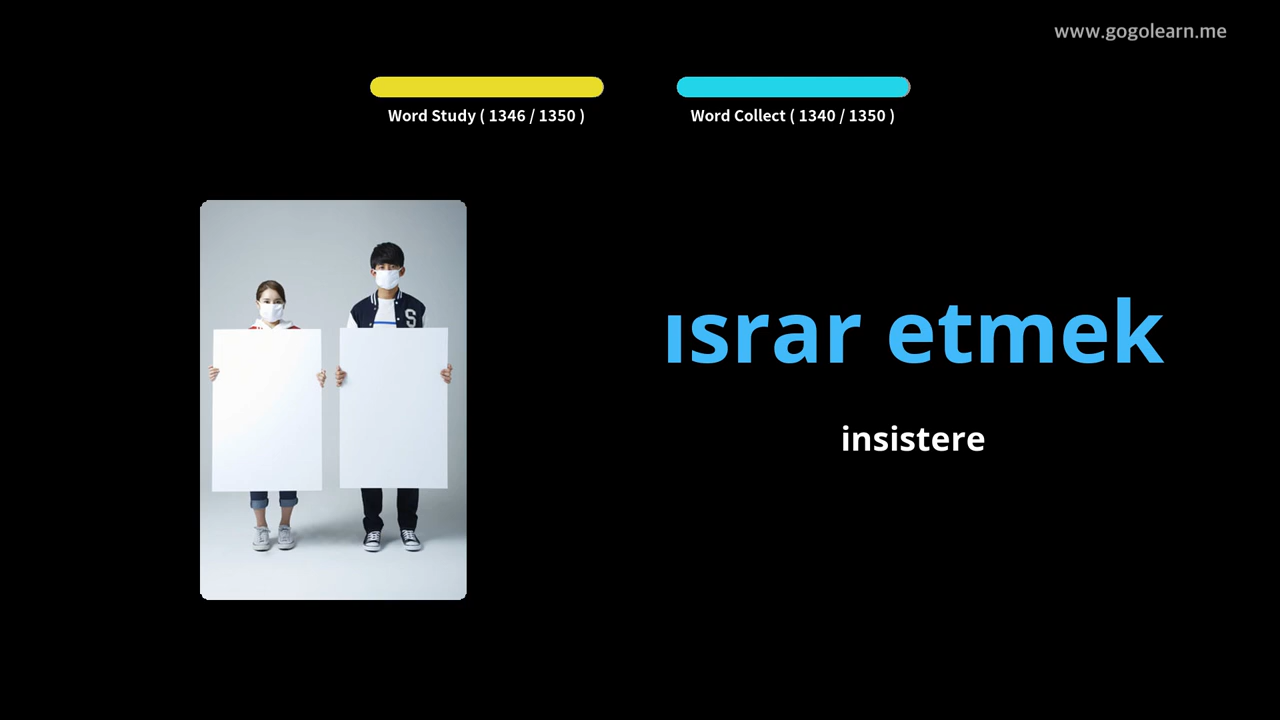 www.gogolearn.me
Word Study ( 1346 / 1350 )
Word Collect ( 1340 / 1350 )
S
ısrar etmek
insistere